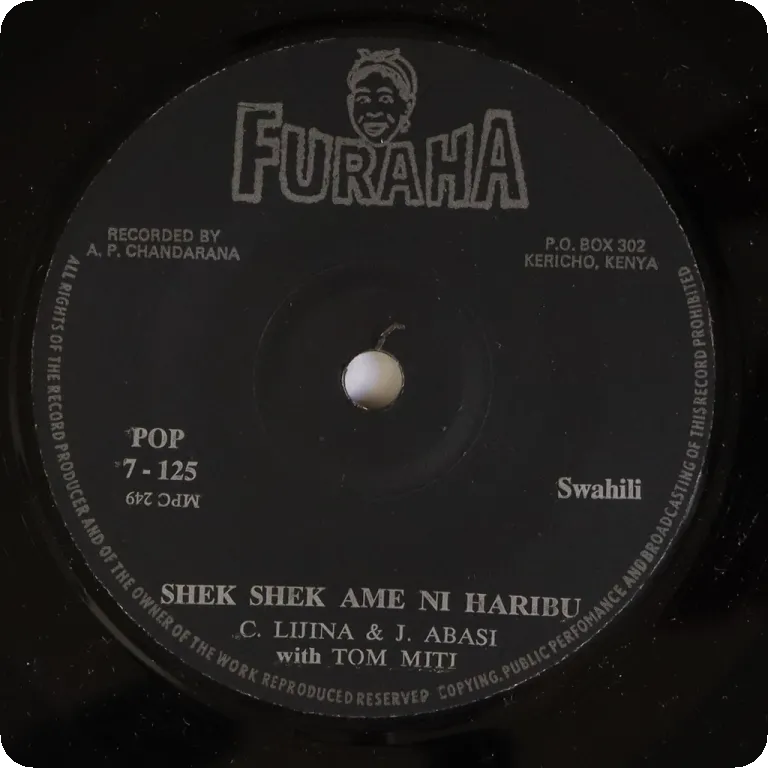 FURAHA
RECORDED BY
A. P. CHANDARANA
P.O. BOX 302
KERICHO, KENYA
POP
7 - 125
MPC 249
Swahili
SHEK SHEK AME NI HARIBU
C. LIJINA & J. ABASI
with TOM MITI
ALL RIGHTS OF THE RECORD PRODUCER AND OF THE OWNER OF THE WORK REPRODUCED RESERVED COPYING, PUBLIC PERFOMANCE AND BROADCASTING OF THIS RECORD PROHIBITED